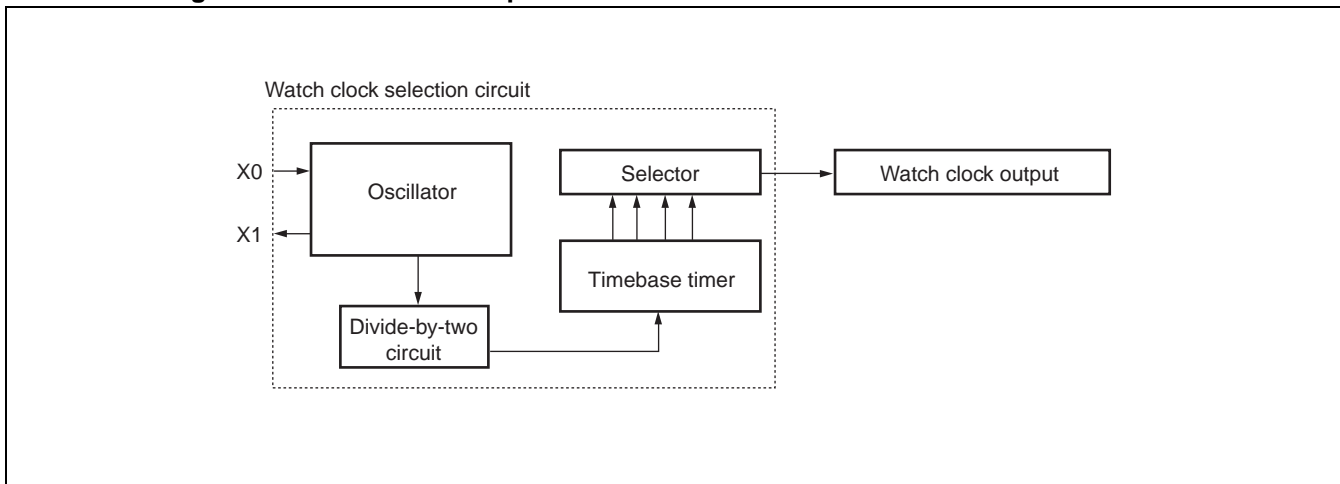 Watch clock selection circuit
X0
Oscillator
X1
Divide-by-two
circuit
Selector
Timebase timer
Watch clock output